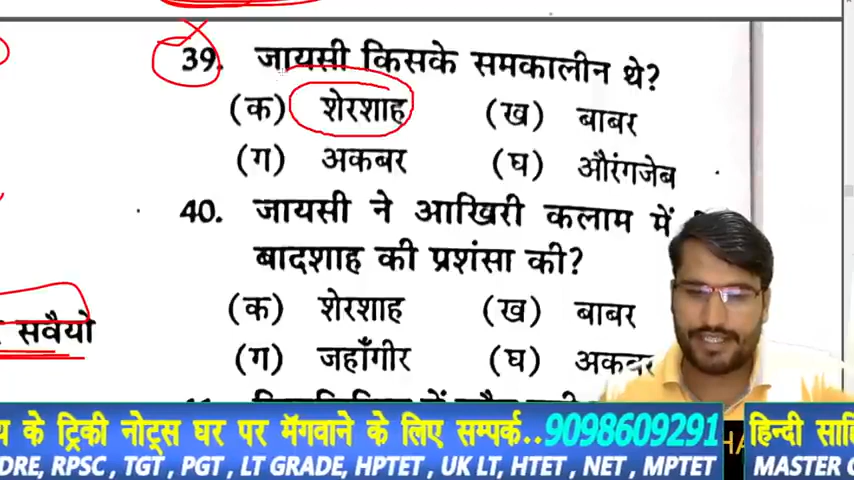 39. जायसी किसके समकालीन थे?
(क) शेरशाह (ख) बाबर
(ग) अकबर (घ) औरंगजेब
40. जायसी ने आखिरी कलाम में
बादशाह की प्रशंसा की?
(क) शेरशाह (ख) बाबर
सवैयो
(ग) जहाँगीर (घ) अकबर
के ट्रिकी नोट्स घर पर मॅगवाने के लिए सम्पर्क..9098609291 हिन्दी
DRE, RPSC , TGT , PGT , LT GRADE, HPTET , UK LT, HTET , NET , MPTET MASTER